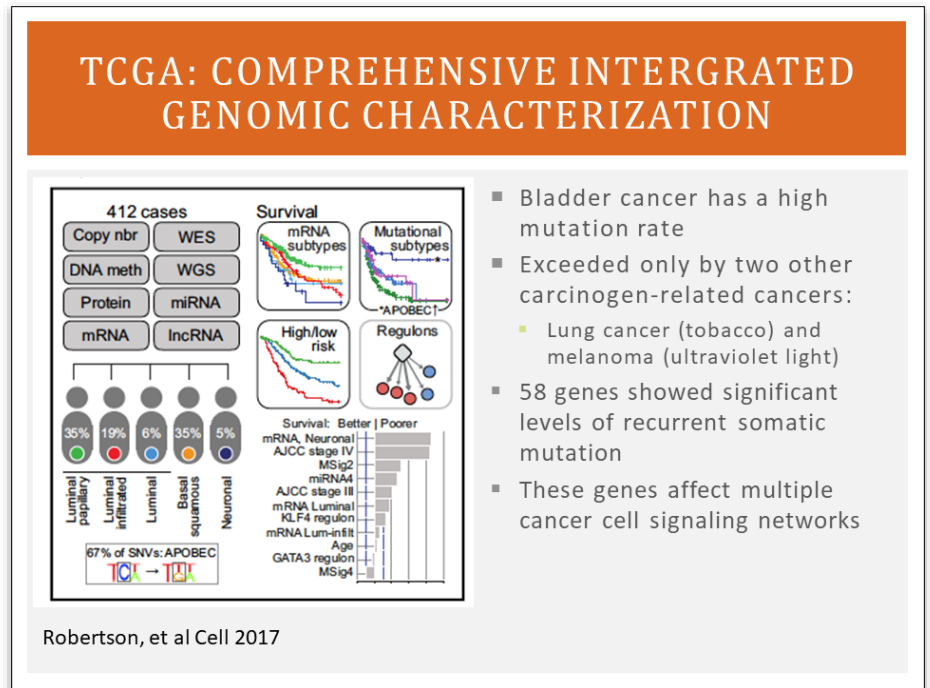 TCGA: COMPREHENSIVE INTERGRATED
GENOMIC CHARACTERIZATION
412 cases
Copy nbr
WES
DNA meth
WGS
Protein
miRNA
mRNA
lncRNA
35%
19%
6%
35%
5%
Luminal
papillary
Luminal
infiltrated
Luminal
Basal
squamous
Neuronal
67% of SNVs: APOBEC
TCA → TTA
Survival
mRNA
subtypes
Mutational
subtypes
*
*APOBEC↑
High/low
risk
Regulons
Survival: Better | Poorer
mRNA, Neuronal
AJCC stage IV
MSig2
miRNA4
AJCC stage III
mRNA Luminal
KLF4 regulon
mRNA Lum-infilt
Age
GATA3 regulon
MSig4
▪ Bladder cancer has a high
mutation rate
▪ Exceeded only by two other
carcinogen-related cancers:
▪ Lung cancer (tobacco) and
melanoma (ultraviolet light)
▪ 58 genes showed significant
levels of recurrent somatic
mutation
▪ These genes affect multiple
cancer cell signaling networks
Robertson, et al Cell 2017